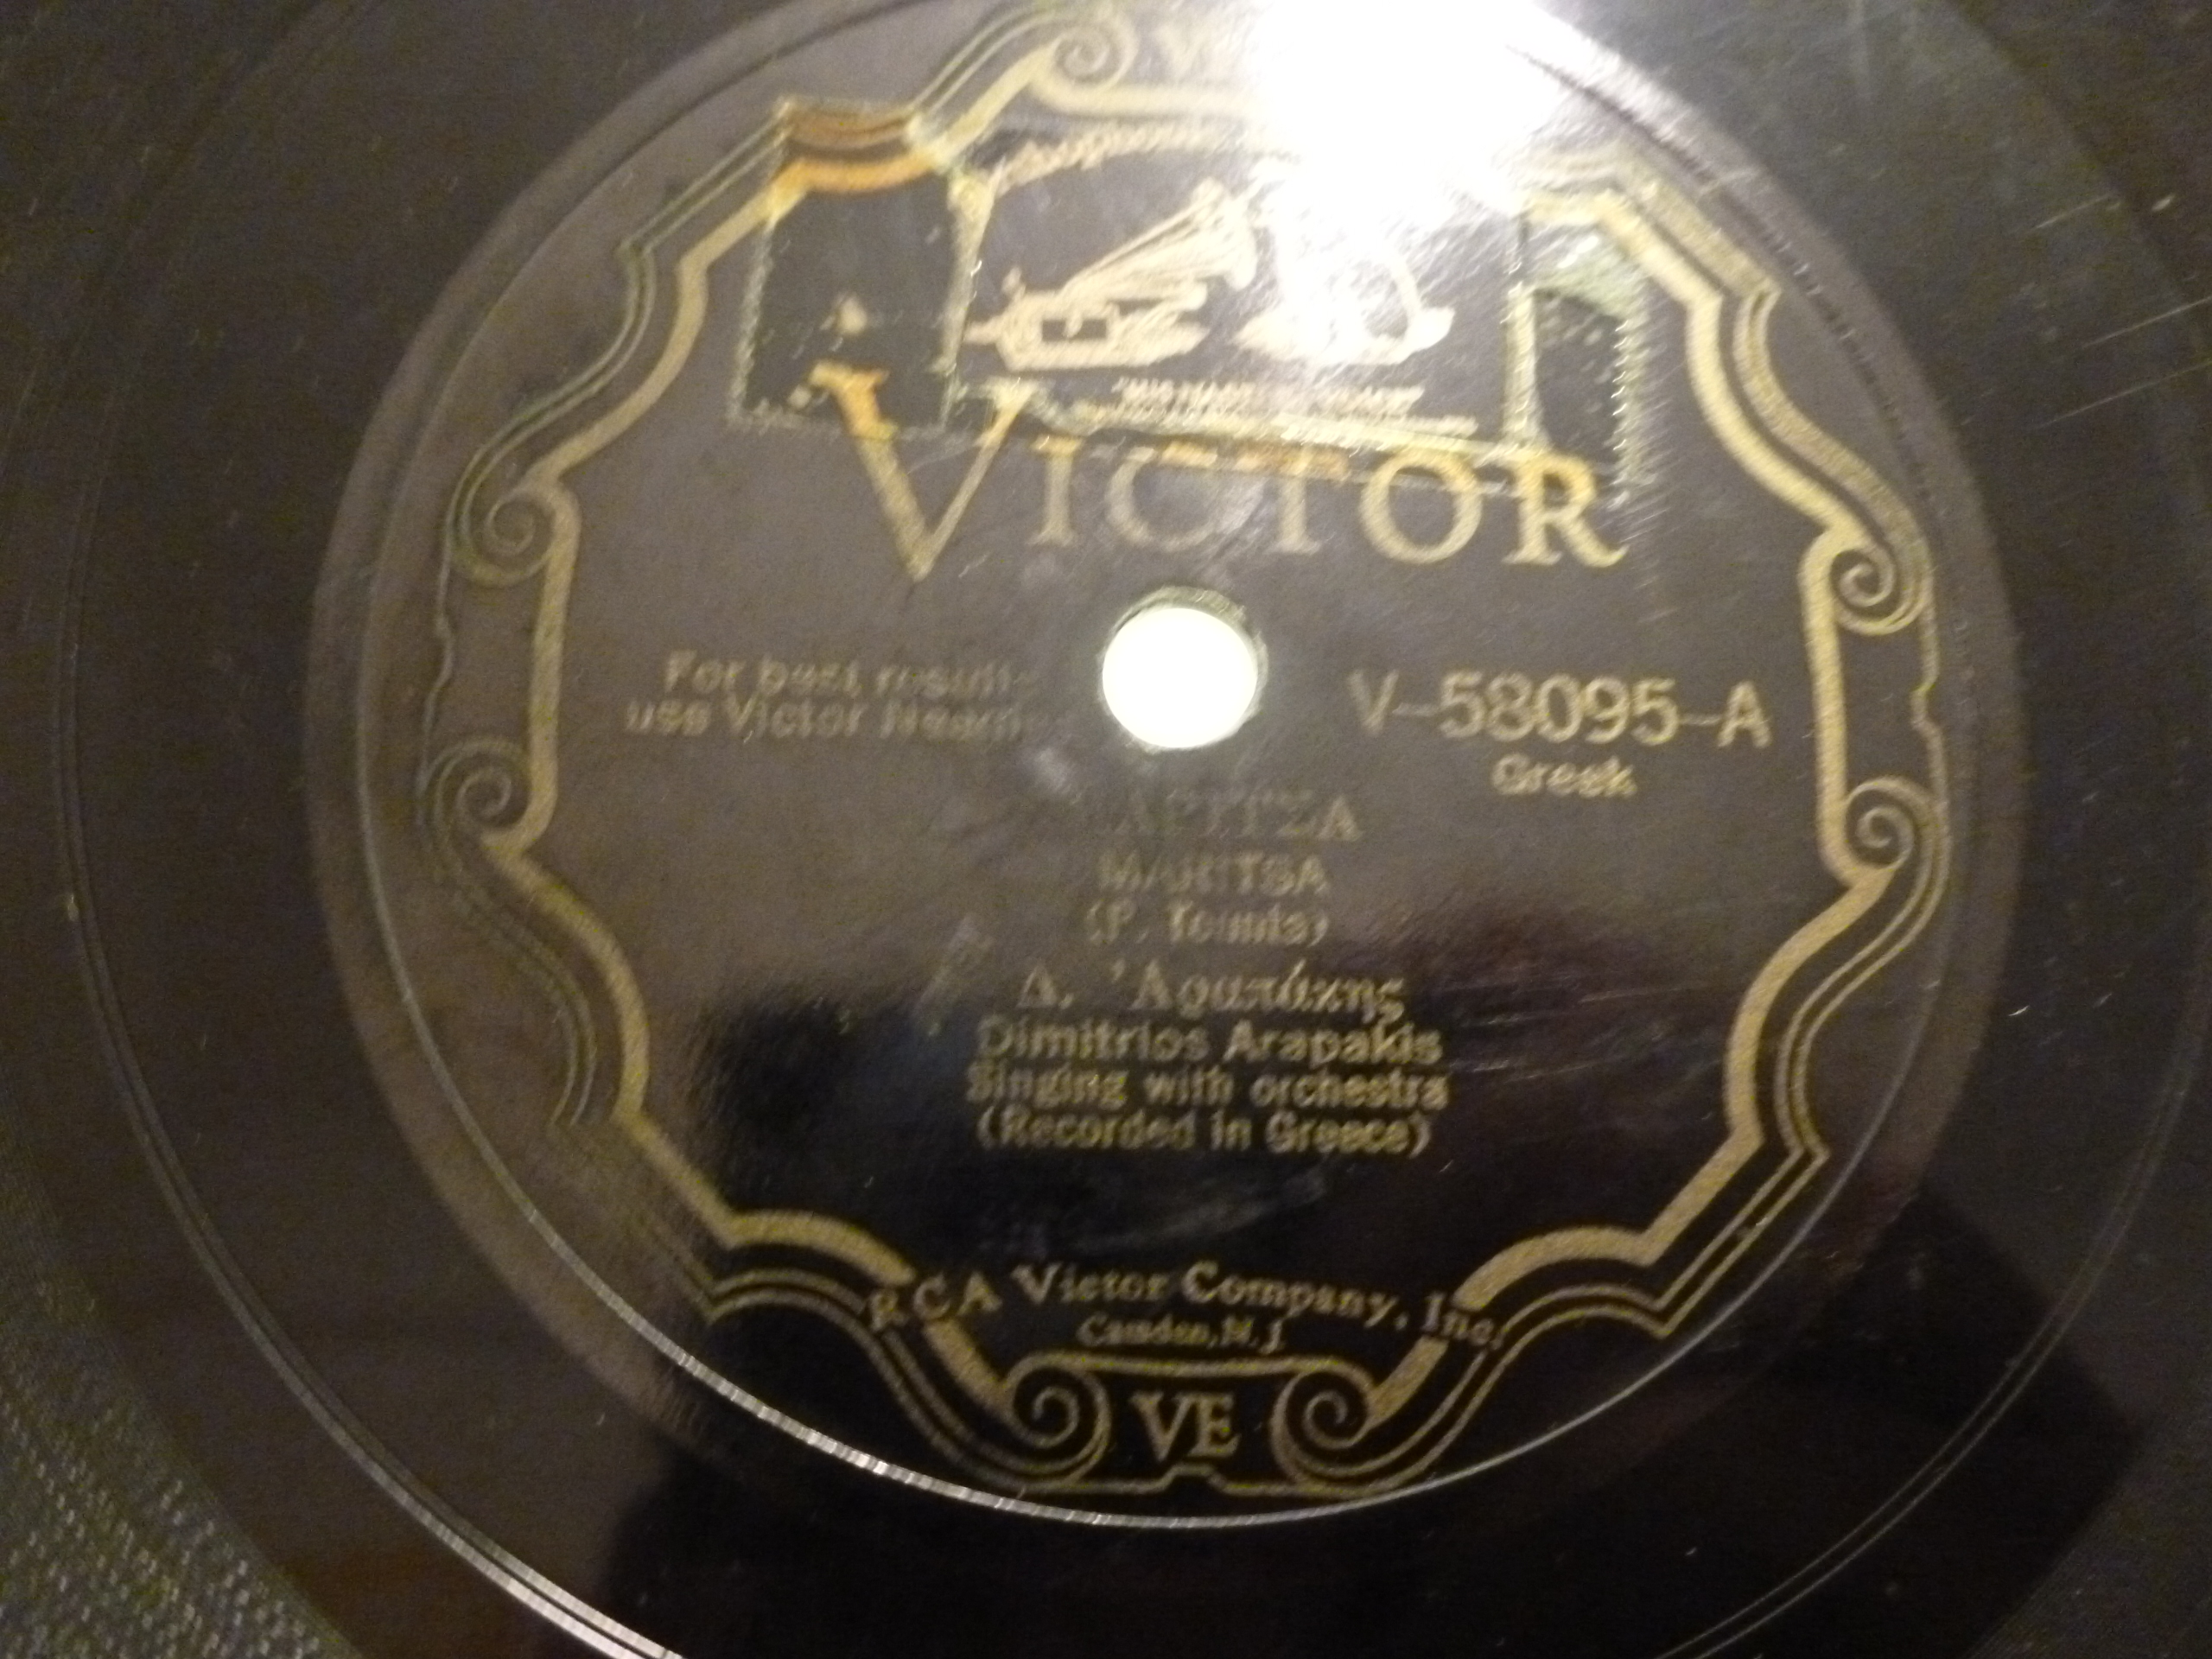 VICTOR
For best results
use Victor
V-58095-A
Greek
MARITSA
Δ. Ἀραπάκης
Dimitrios Arapakis
Singing with orchestra
(Recorded in Greece)
RCA Victor Company, Inc.
Camden, N. J.
VE